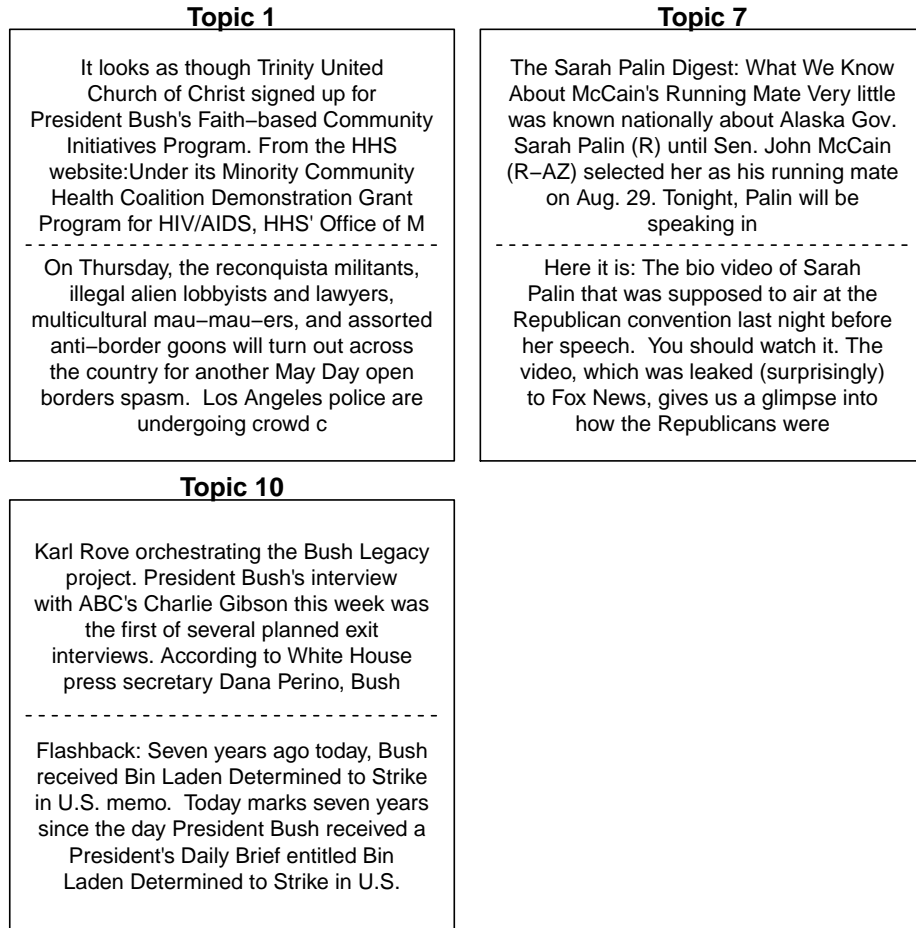 Topic 1
It looks as though Trinity United
Church of Christ signed up for
President Bush's Faith−based Community
Initiatives Program. From the HHS
website:Under its Minority Community
Health Coalition Demonstration Grant
Program for HIV/AIDS, HHS' Office of M
On Thursday, the reconquista militants,
illegal alien lobbyists and lawyers,
multicultural mau−mau−ers, and assorted
anti−border goons will turn out across
the country for another May Day open
borders spasm.  Los Angeles police are
undergoing crowd c
Topic 7
The Sarah Palin Digest: What We Know
About McCain's Running Mate Very little
was known nationally about Alaska Gov.
Sarah Palin (R) until Sen. John McCain
(R−AZ) selected her as his running mate
on Aug. 29. Tonight, Palin will be
speaking in
Here it is: The bio video of Sarah
Palin that was supposed to air at the
Republican convention last night before
her speech.  You should watch it. The
video, which was leaked (surprisingly)
to Fox News, gives us a glimpse into
how the Republicans were
Topic 10
Karl Rove orchestrating the Bush Legacy
project. President Bush's interview
with ABC's Charlie Gibson this week was
the first of several planned exit
interviews. According to White House
press secretary Dana Perino, Bush
Flashback: Seven years ago today, Bush
received Bin Laden Determined to Strike
in U.S. memo.  Today marks seven years
since the day President Bush received a
President's Daily Brief entitled Bin
Laden Determined to Strike in U.S.